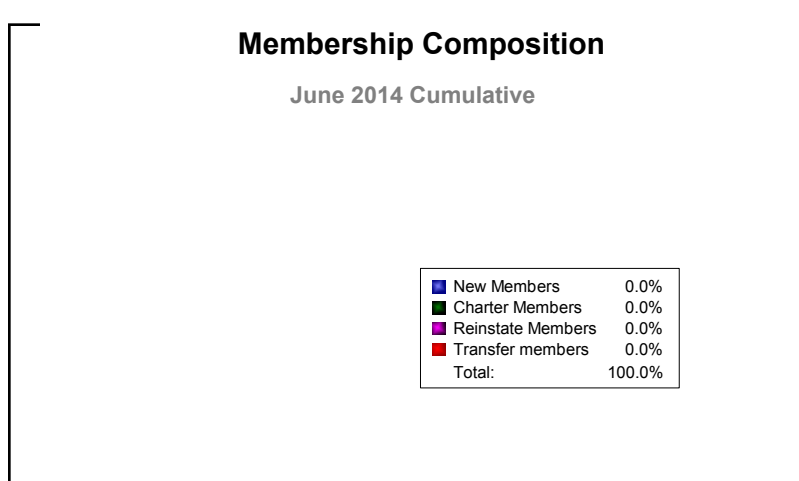 Membership Composition
June 2014 Cumulative
New Members 0.0%
Charter Members 0.0%
Reinstate Members 0.0%
Transfer members 0.0%
Total: 100.0%